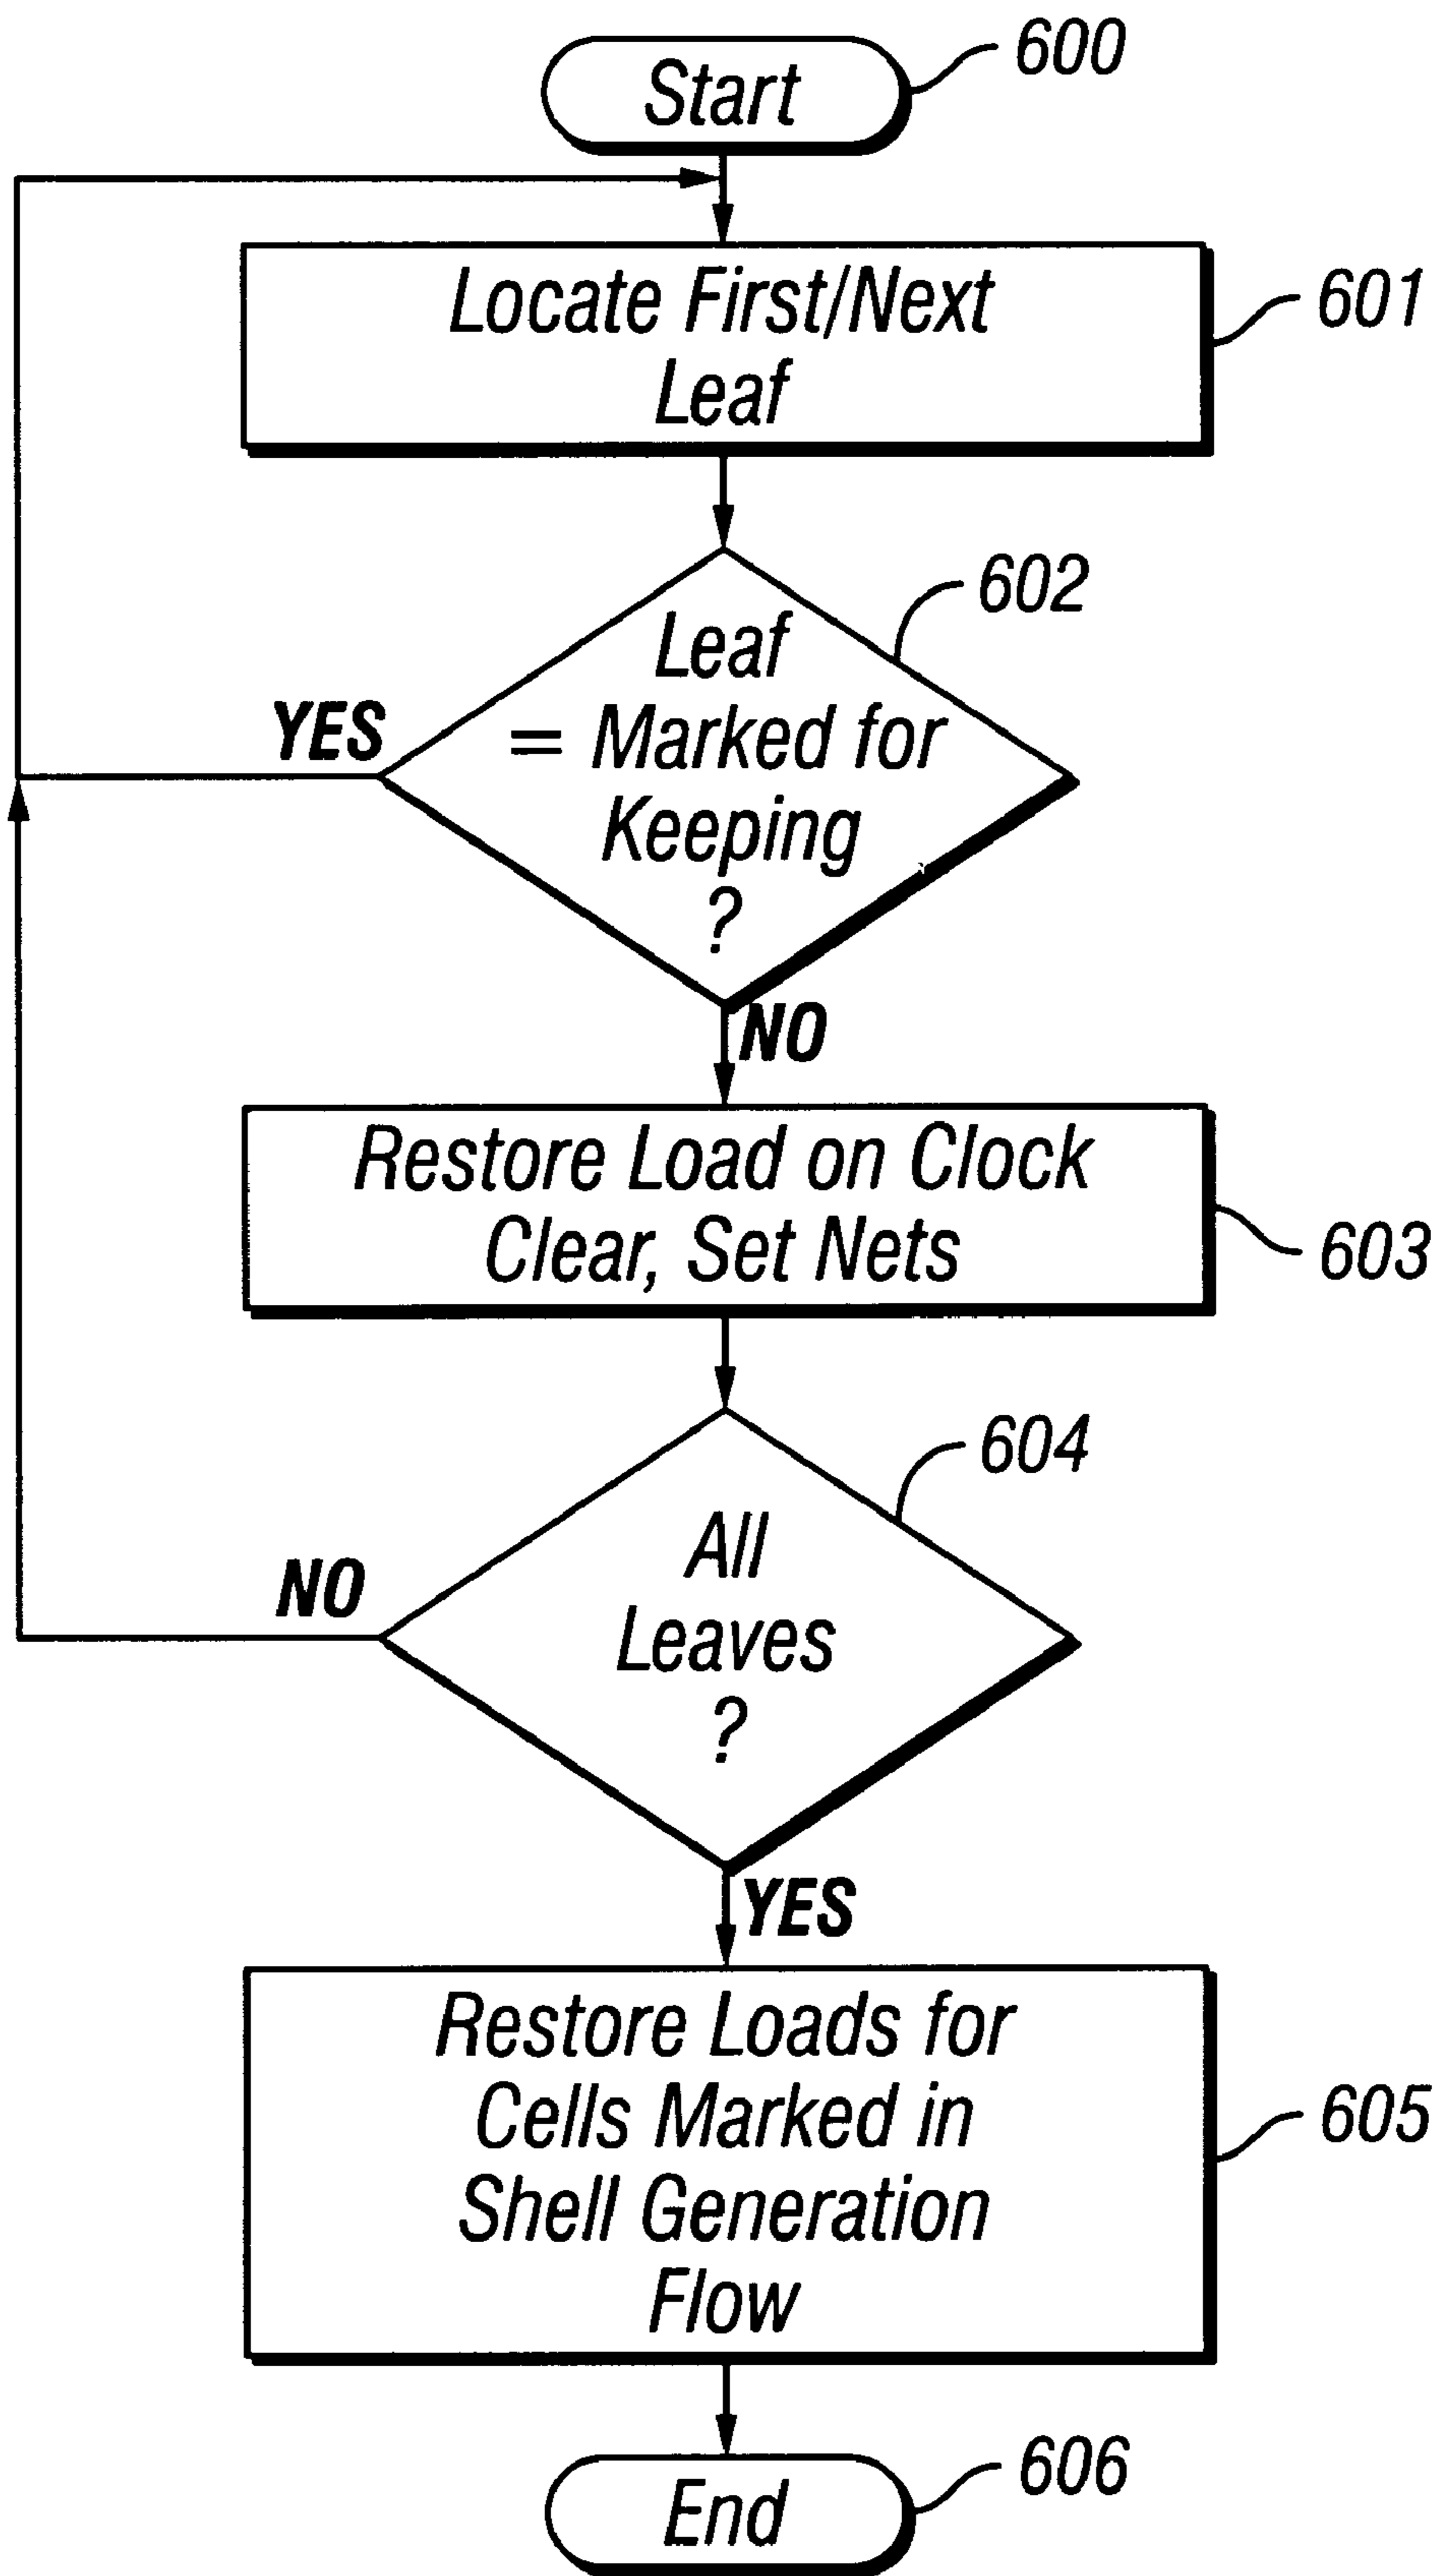 Start
600
Locate First/Next
Leaf
601
602
Leaf
= Marked for
Keeping
?
YES
NO
Restore Load on Clock
Clear, Set Nets
603
604
All
Leaves
?
NO
YES
Restore Loads for
Cells Marked in
Shell Generation
Flow
605
End
606